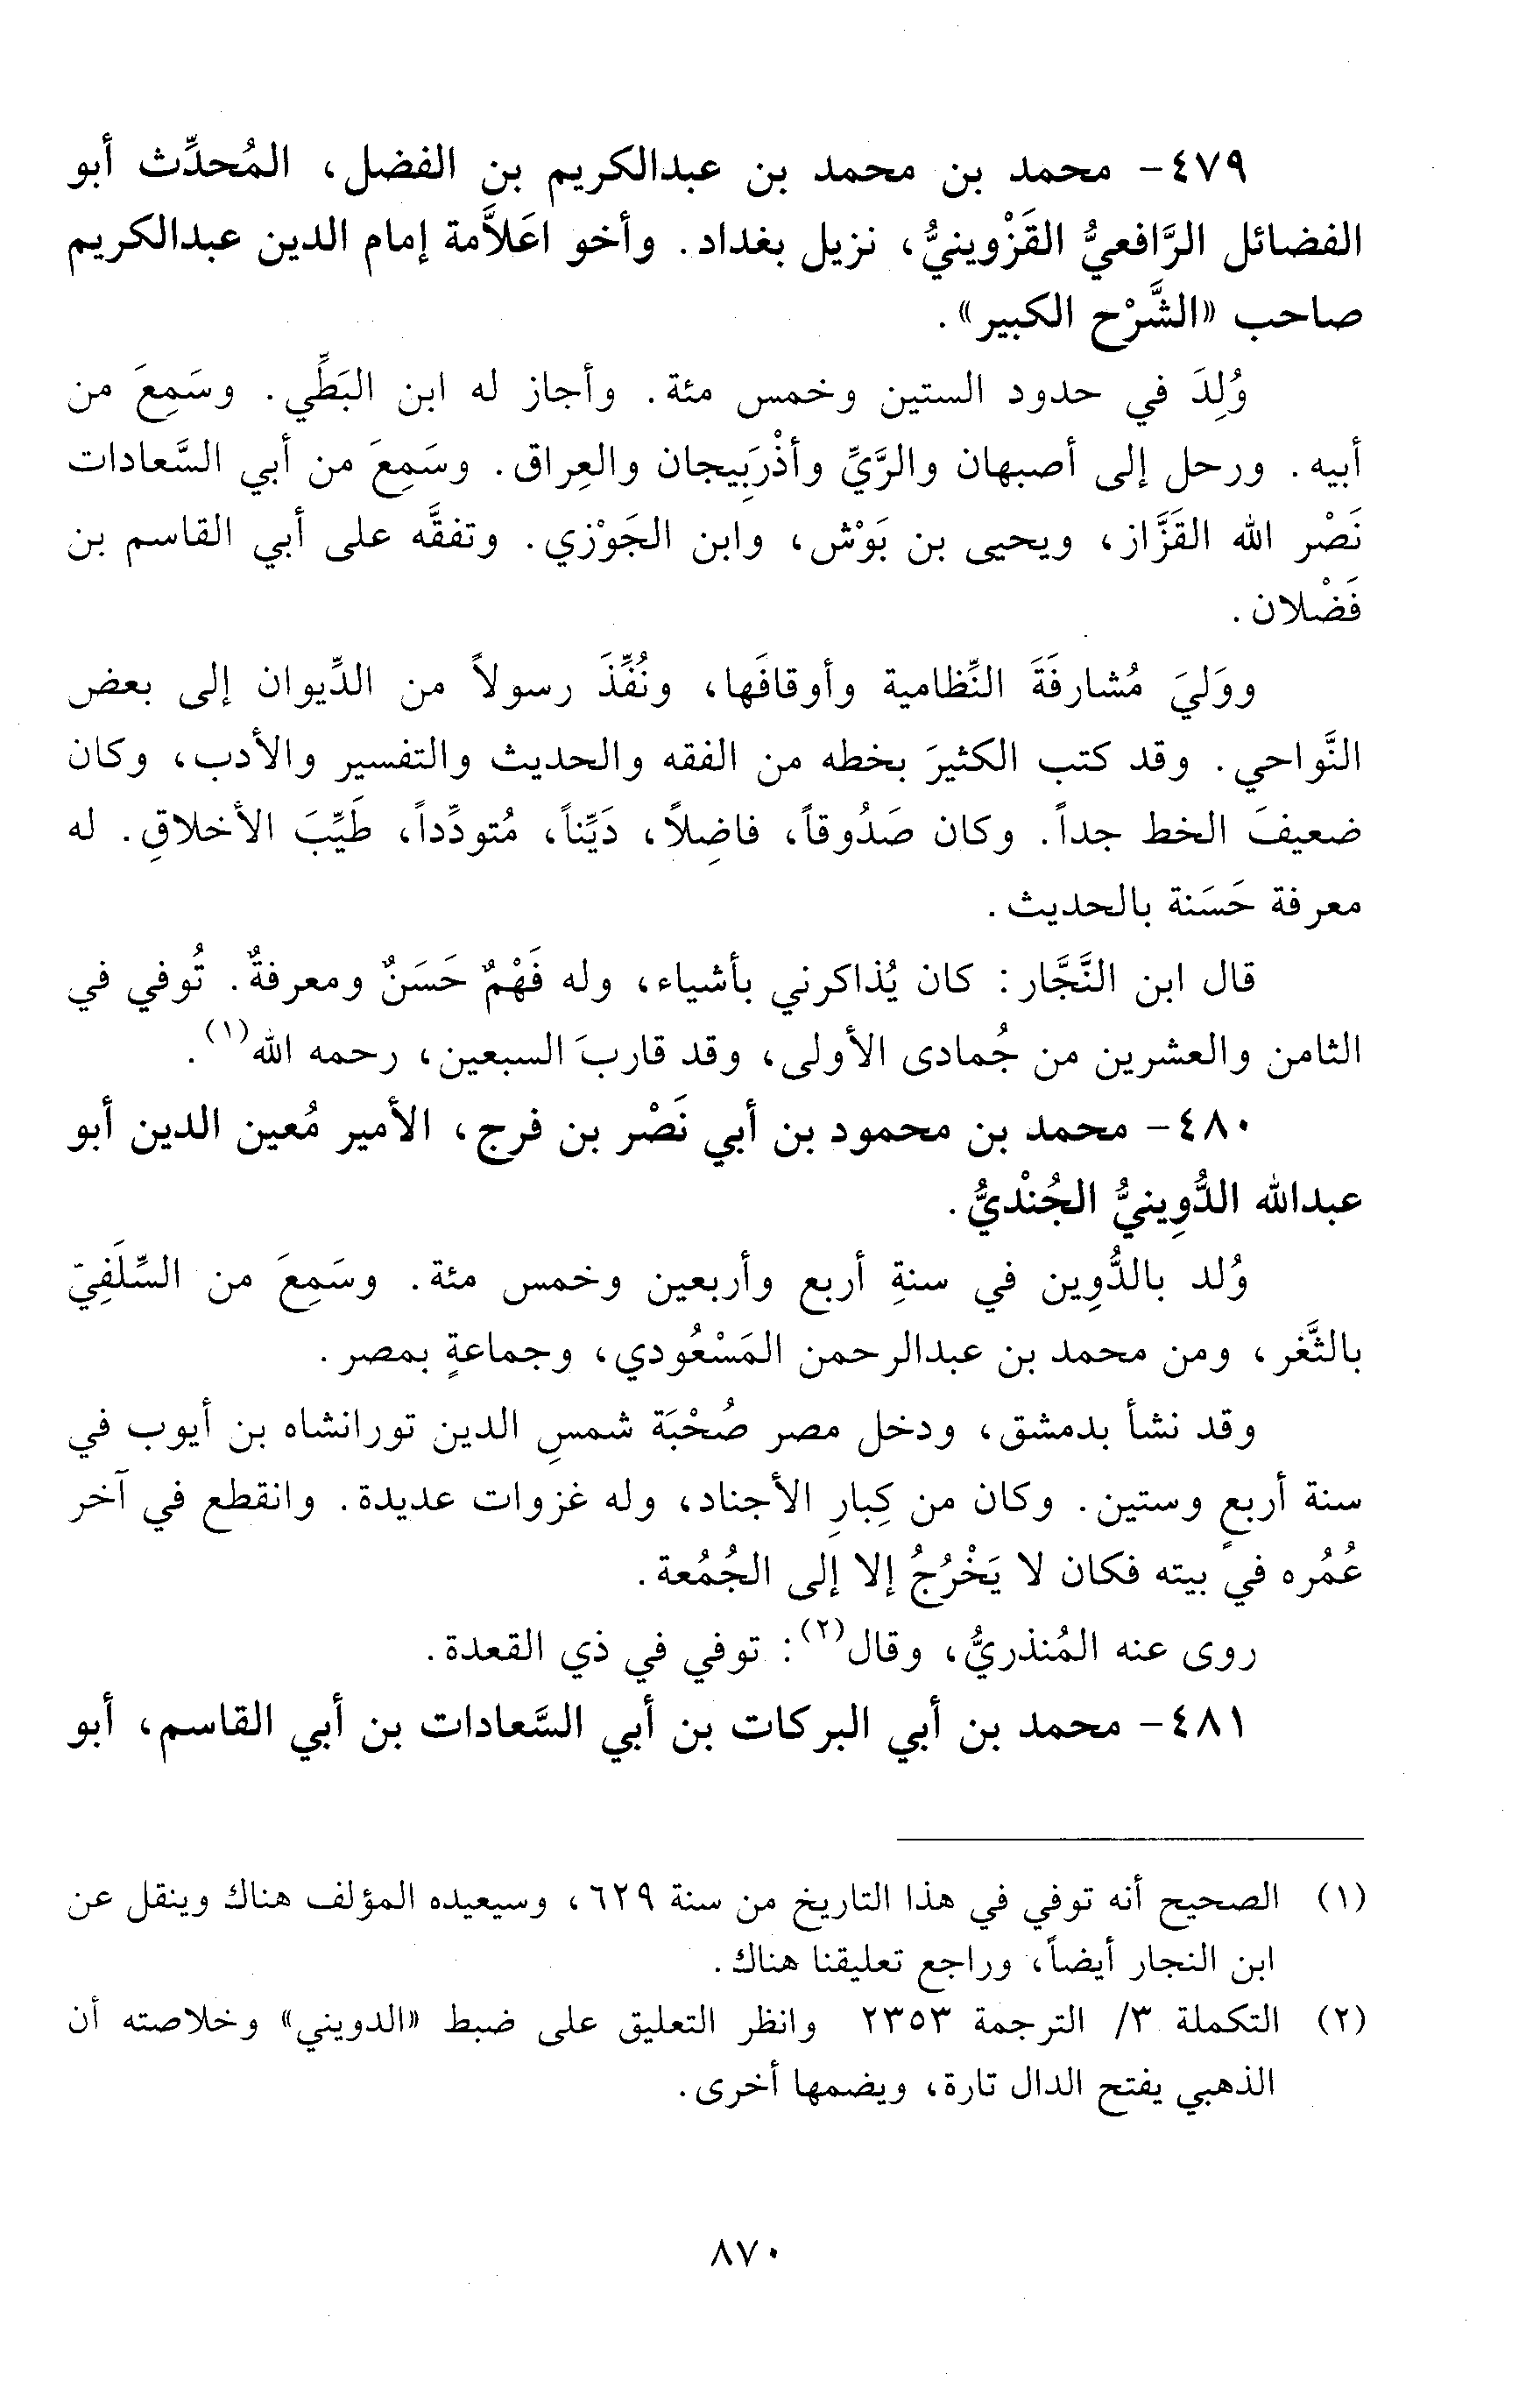 ٤٧٩- محمد بن محمد بن عبدالكريم بن الفضل، المُحدِّث أبو
الفضائل الرَّافعيُّ القَزْوينيُّ، نزيل بغداد. وأخو اعَلاَّمة إمام الدين عبدالكريم
صاحب «الشَّرْح الكبير».
وُلِدَ في حدود الستين وخمس مئة. وأجاز له ابن البَطِّي. وسَمِعَ من
أبيه. ورحل إلى أصبهان والرَّيِّ وأذْرَبِيجان والعِراق. وسَمِعَ من أبي السَّعادات
نَصْر الله القَزَّاز، ويحيى بن بَوْش، وابن الجَوْزي. وتفقَّه على أبي القاسم بن
فَضْلان.
ووَليَ مُشارفَةَ النِّظامية وأوقافَها، ونُفِّذَ رسولاً من الدِّيوان إلى بعض
النَّواحي. وقد كتب الكثيرَ بخطه من الفقه والحديث والتفسير والأدب، وكان
ضعيفَ الخط جداً. وكان صَدُوقاً، فاضِلاً، دَيِّناً، مُتودِّداً، طَيِّبَ الأخلاقِ. له
معرفة حَسَنة بالحديث.
قال ابن النَّجَّار: كان يُذاكرني بأشياء، وله فَهْمٌ حَسَنٌ ومعرفةٌ. تُوفي في
الثامن والعشرين من جُمادى الأولى، وقد قاربَ السبعين، رحمه الله(١).
٤٨٠- محمد بن محمود بن أبي نَصْر بن فرج، الأمير مُعين الدين أبو
عبدالله الدُّوِينيُّ الجُنْديُّ.
وُلد بالدُّوِين في سنةِ أربع وأربعين وخمس مئة. وسَمِعَ من السِّلَفِيّ
بالثَّغر، ومن محمد بن عبدالرحمن المَسْعُودي، وجماعةٍ بمصر.
وقد نشأ بدمشق، ودخل مصر صُحْبَة شمسِ الدين تورانشاه بن أيوب في
سنة أربعٍ وستين. وكان من كِبارِ الأجناد، وله غزوات عديدة. وانقطع في آخر
عُمُره في بيته فكان لا يَخْرُجُ إلا إلى الجُمُعة.
روى عنه المُنذريُّ، وقال(٢): توفي في ذي القعدة.
٤٨١- محمد بن أبي البركات بن أبي السَّعادات بن أبي القاسم، أبو
(١) الصحيح أنه توفي في هذا التاريخ من سنة ٦٢٩، وسيعيده المؤلف هناك وينقل عن
ابن النجار أيضاً، وراجع تعليقنا هناك.
(٢) التكملة ٣/ الترجمة ٢٣٥٣ وانظر التعليق على ضبط «الدويني» وخلاصته أن
الذهبي يفتح الدال تارة، ويضمها أخرى.
٨٧٠